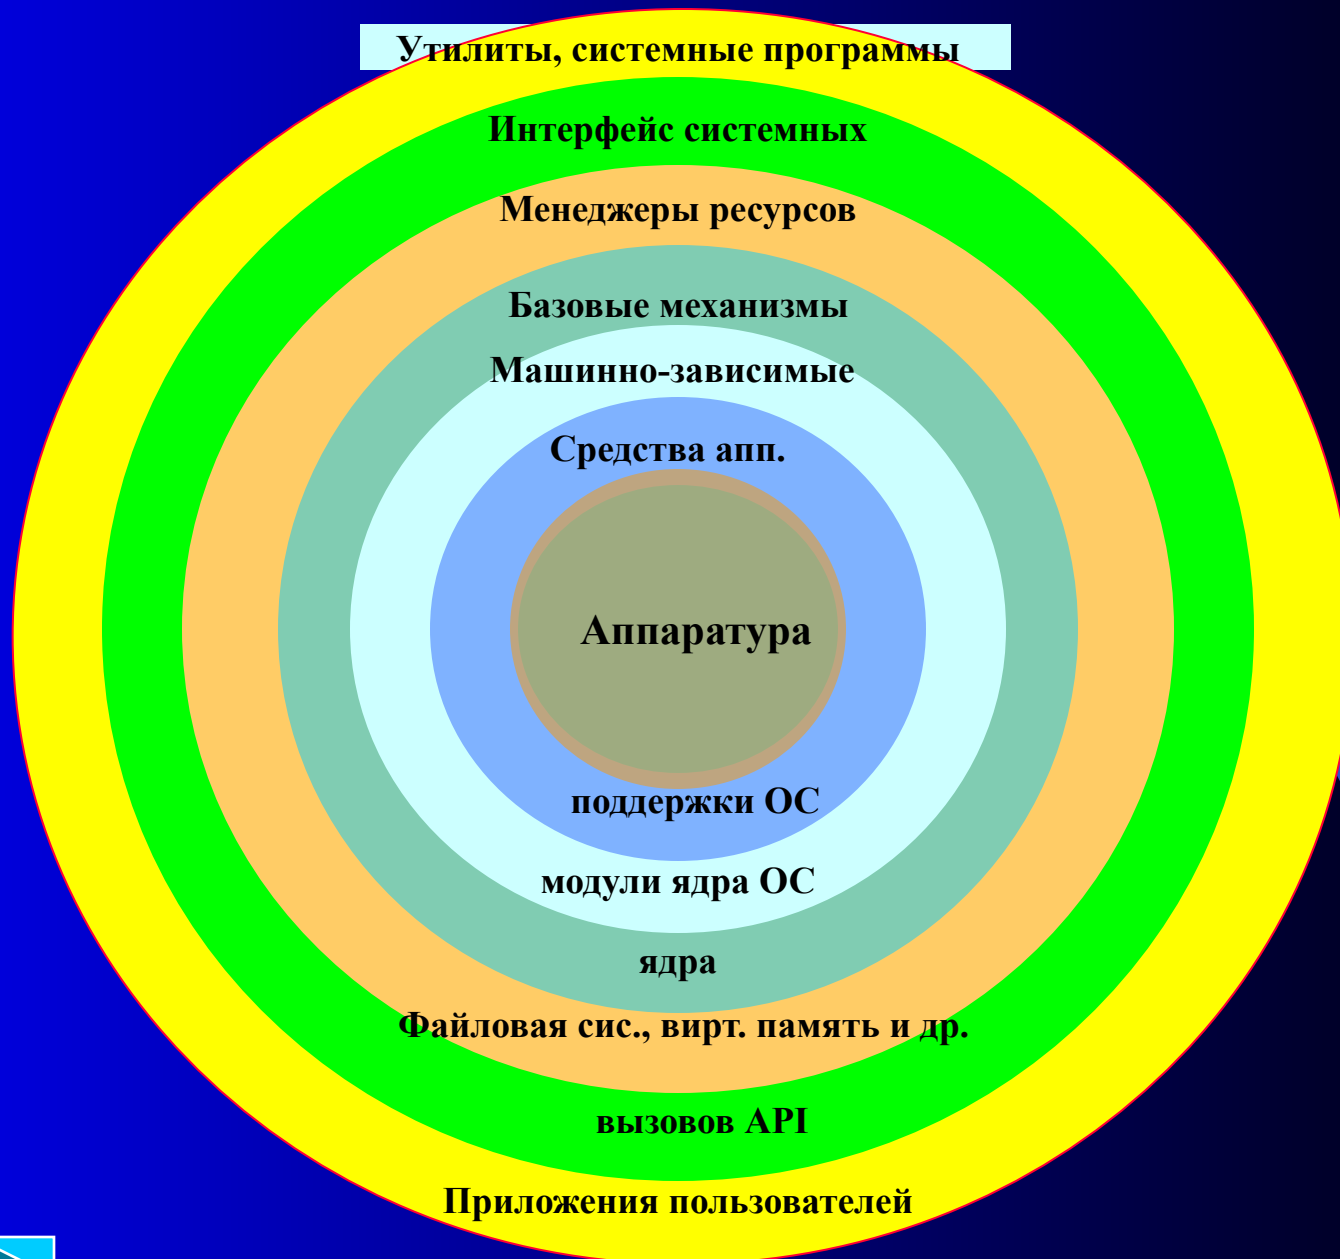 Утилиты, системные программы
Интерфейс системных
Менеджеры ресурсов
Базовые механизмы
Машинно-зависимые
Средства апп.
Аппаратура
поддержки ОС
модули ядра ОС
ядра
Файловая сис., вирт. память и др.
вызовов API
Приложения пользователей